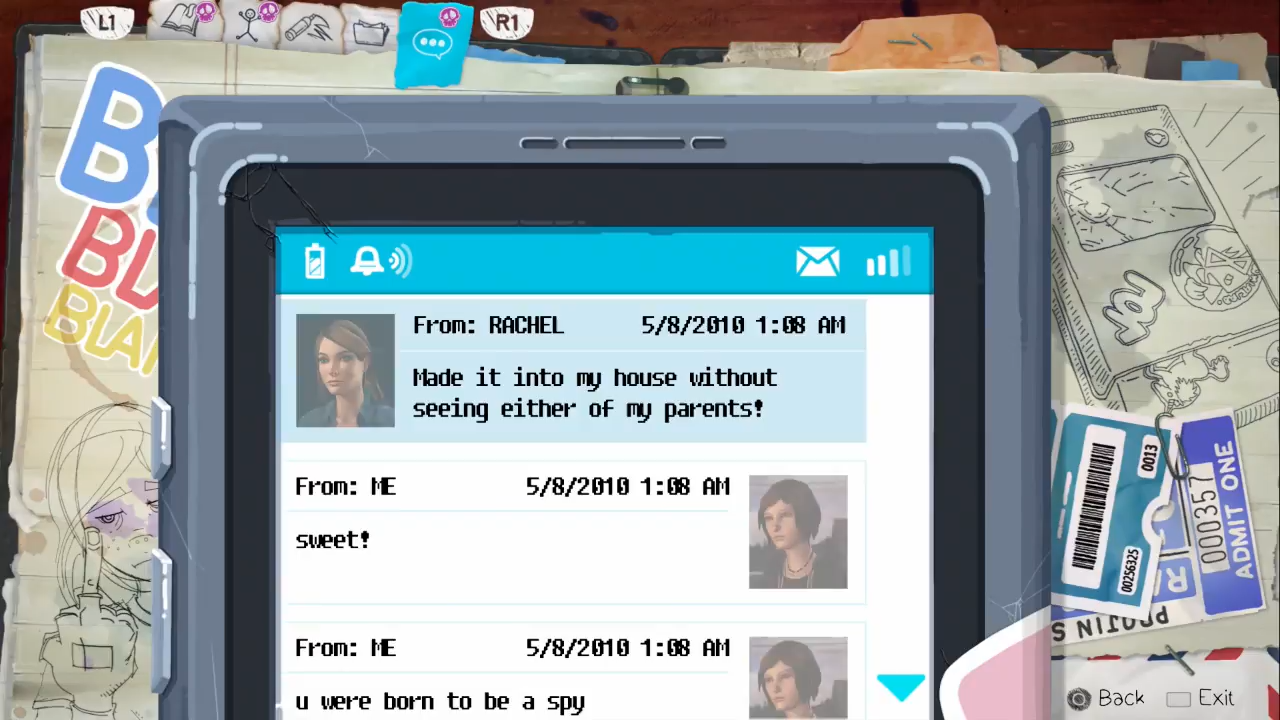 L1
R1
From: RACHEL 5/8/2010 1:08 AM
Made it into my house without
seeing either of my parents!
From: ME 5/8/2010 1:08 AM
sweet!
From: ME 5/8/2010 1:08 AM
u were born to be a spy
0013
00256325
000357
ADMIT ONE
Back
Exit